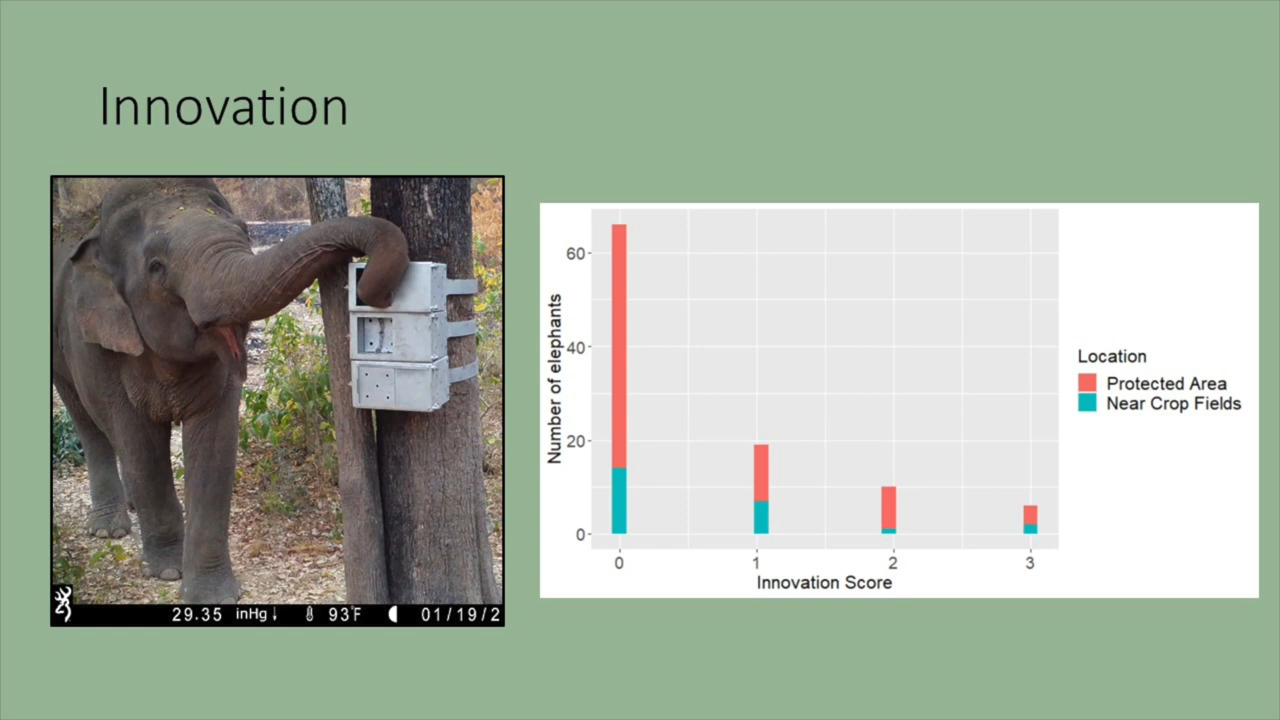 Innovation
29.35 inHg↓ 93°F 01/19/2
60
40
20
0
Number of elephants
0 1 2 3
Innovation Score
Location
Protected Area
Near Crop Fields